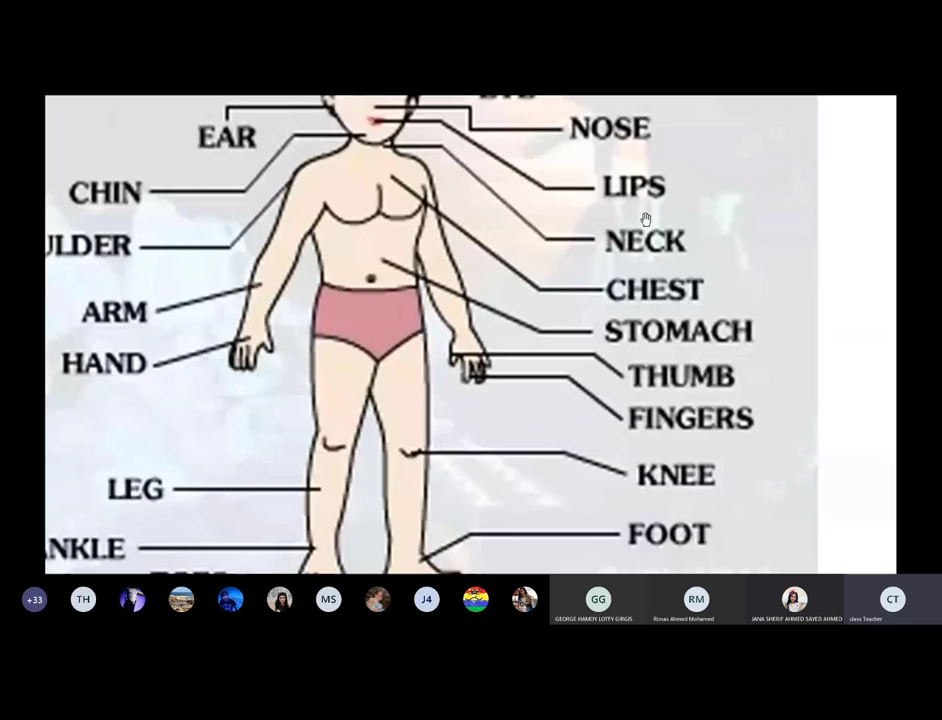 EAR
NOSE
CHIN
LIPS
ULDER
NECK
ARM
CHEST
STOMACH
HAND
THUMB
FINGERS
KNEE
LEG
FOOT
NKLE
+33
TH
MS
J4
GG
RM
CT
GEORGE HAMDY LOTFY GIRGIS
Rimas Ahmed Mohamed
JANA SHERIF AHMED SAYED AHMED
class Teacher